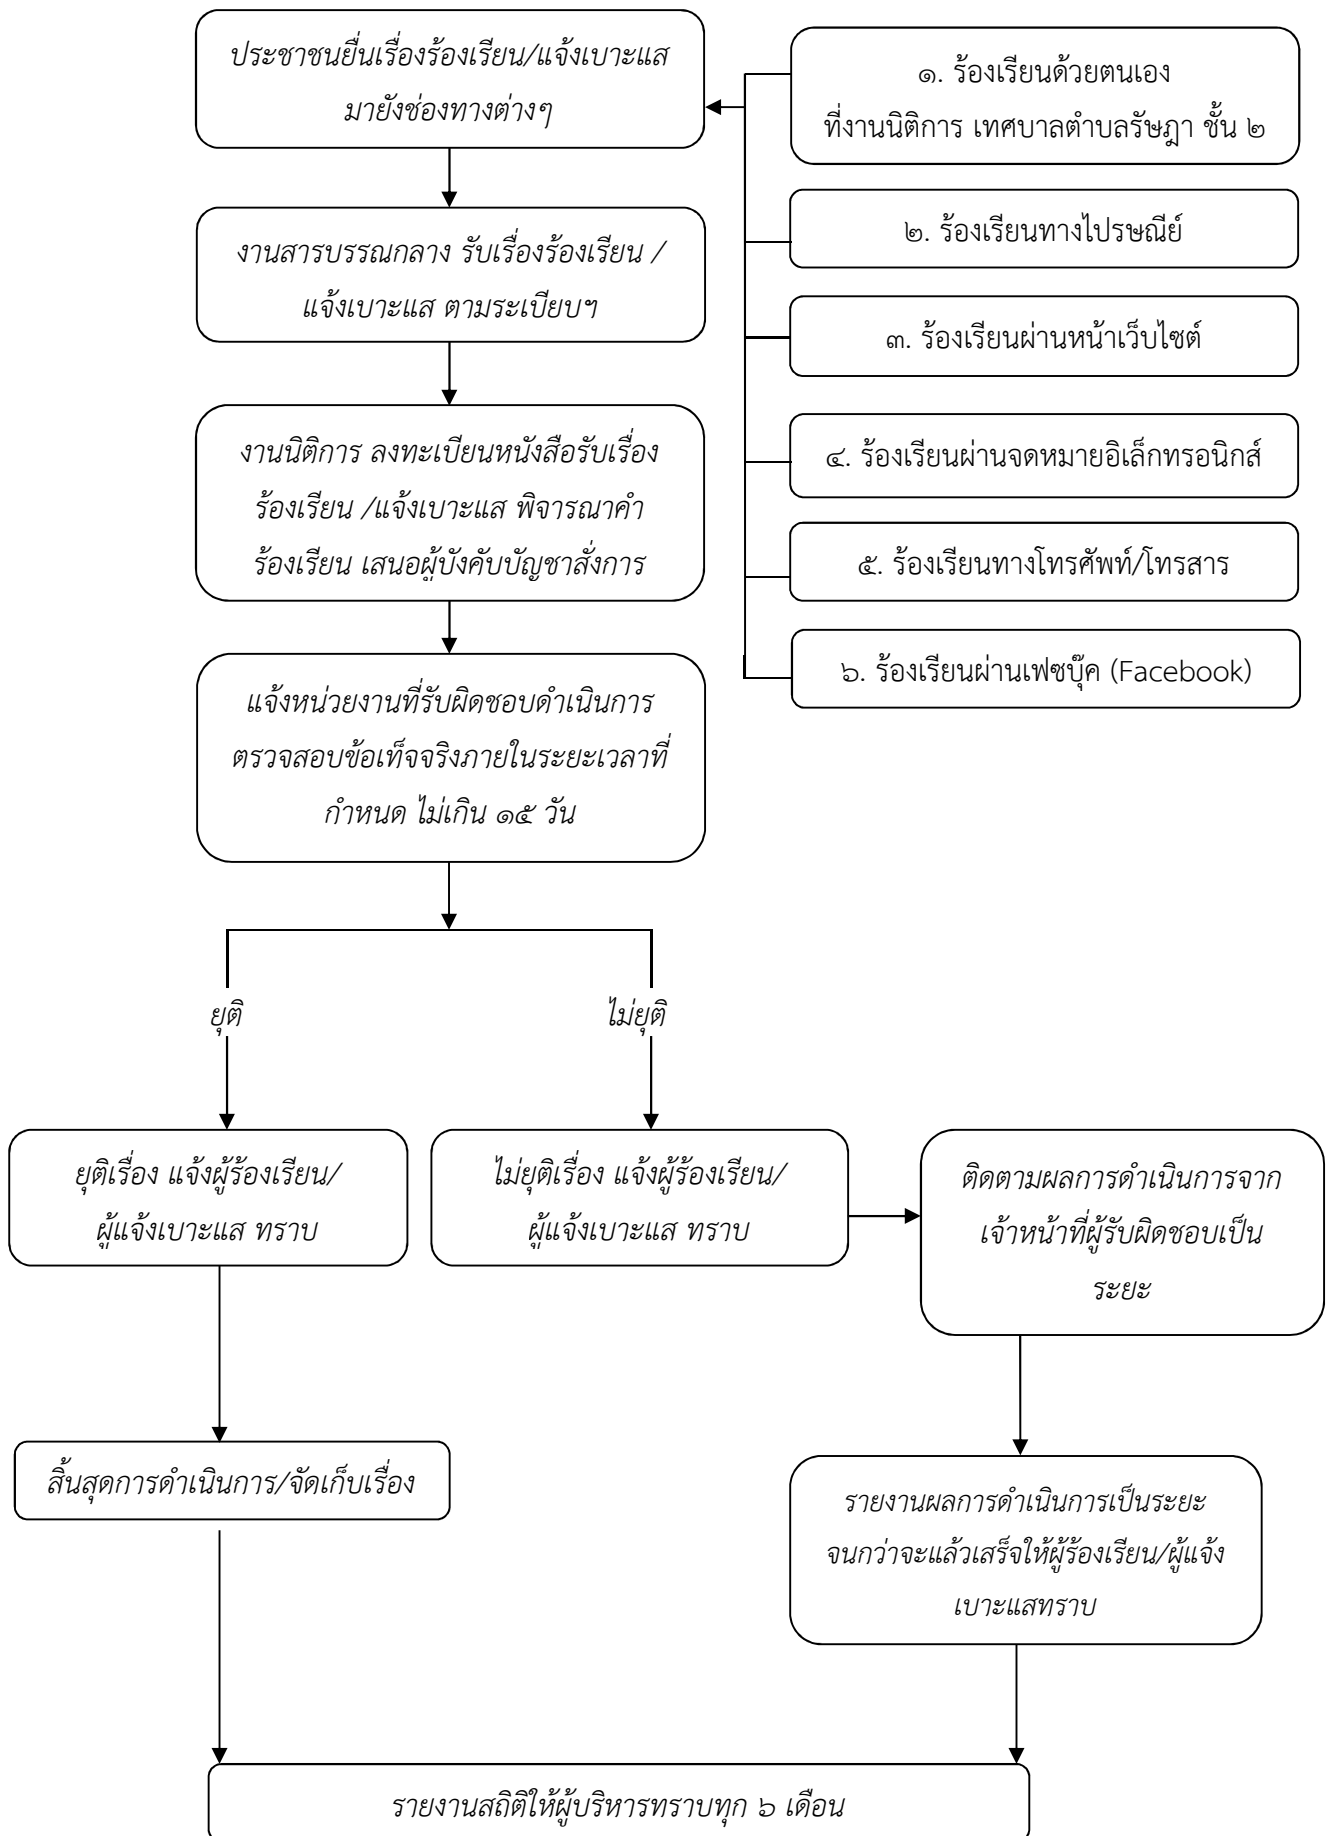 ประชาชนยื่นเรื่องร้องเรียน/แจ้งเบาะแส
มายังช่องทางต่างๆ
๑. ร้องเรียนด้วยตนเอง
ที่งานนิติการ เทศบาลตำบลรัษฎา ชั้น ๒
๒. ร้องเรียนทางไปรษณีย์
๓. ร้องเรียนผ่านหน้าเว็บไซต์
๔. ร้องเรียนผ่านจดหมายอิเล็กทรอนิกส์
๕. ร้องเรียนทางโทรศัพท์/โทรสาร
๖. ร้องเรียนผ่านเฟซบุ๊ค (Facebook)
งานสารบรรณกลาง รับเรื่องร้องเรียน /
แจ้งเบาะแส ตามระเบียบฯ
งานนิติการ ลงทะเบียนหนังสือรับเรื่อง
ร้องเรียน /แจ้งเบาะแส พิจารณาคำ
ร้องเรียน เสนอผู้บังคับบัญชาสั่งการ
แจ้งหน่วยงานที่รับผิดชอบดำเนินการ
ตรวจสอบข้อเท็จจริงภายในระยะเวลาที่
กำหนด ไม่เกิน ๑๕ วัน
ยุติ
ไม่ยุติ
ยุติเรื่อง แจ้งผู้ร้องเรียน/
ผู้แจ้งเบาะแส ทราบ
ไม่ยุติเรื่อง แจ้งผู้ร้องเรียน/
ผู้แจ้งเบาะแส ทราบ
ติดตามผลการดำเนินการจาก
เจ้าหน้าที่ผู้รับผิดชอบเป็น
ระยะ
สิ้นสุดการดำเนินการ/จัดเก็บเรื่อง
รายงานผลการดำเนินการเป็นระยะ
จนกว่าจะแล้วเสร็จให้ผู้ร้องเรียน/ผู้แจ้ง
เบาะแสทราบ
รายงานสถิติให้ผู้บริหารทราบทุก ๖ เดือน